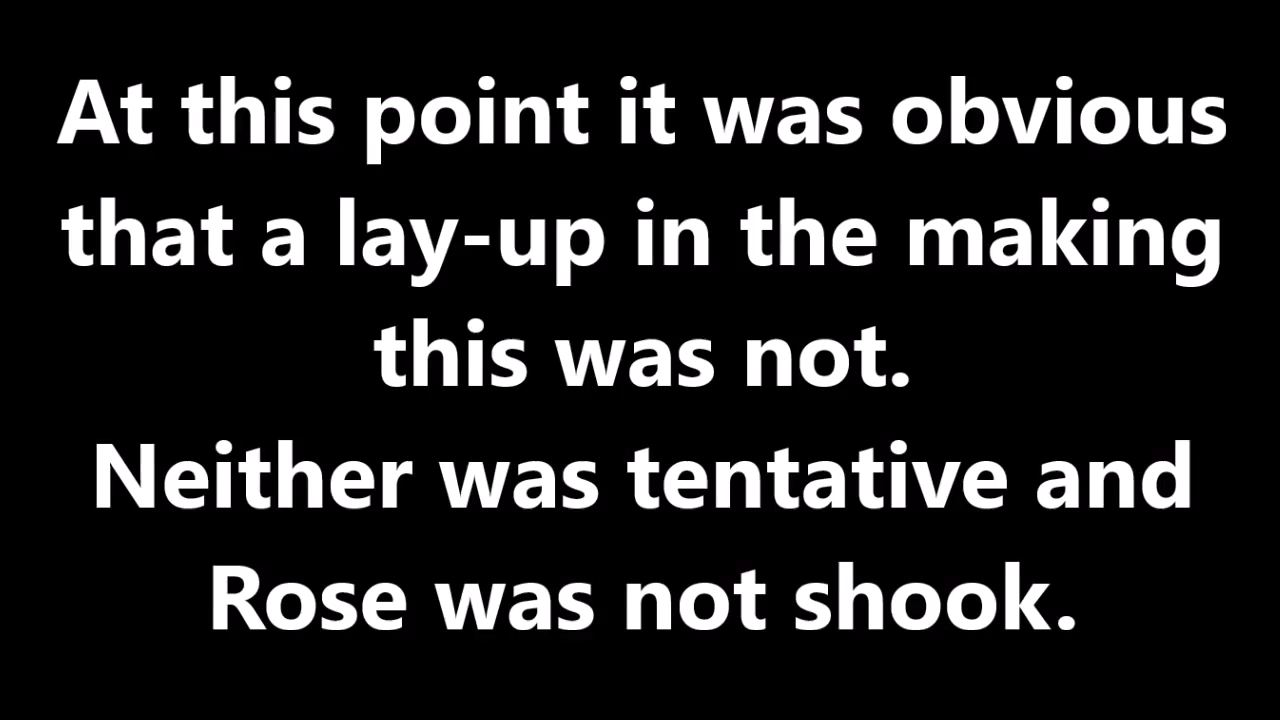 At this point it was obvious
that a lay-up in the making
this was not.
Neither was tentative and
Rose was not shook.